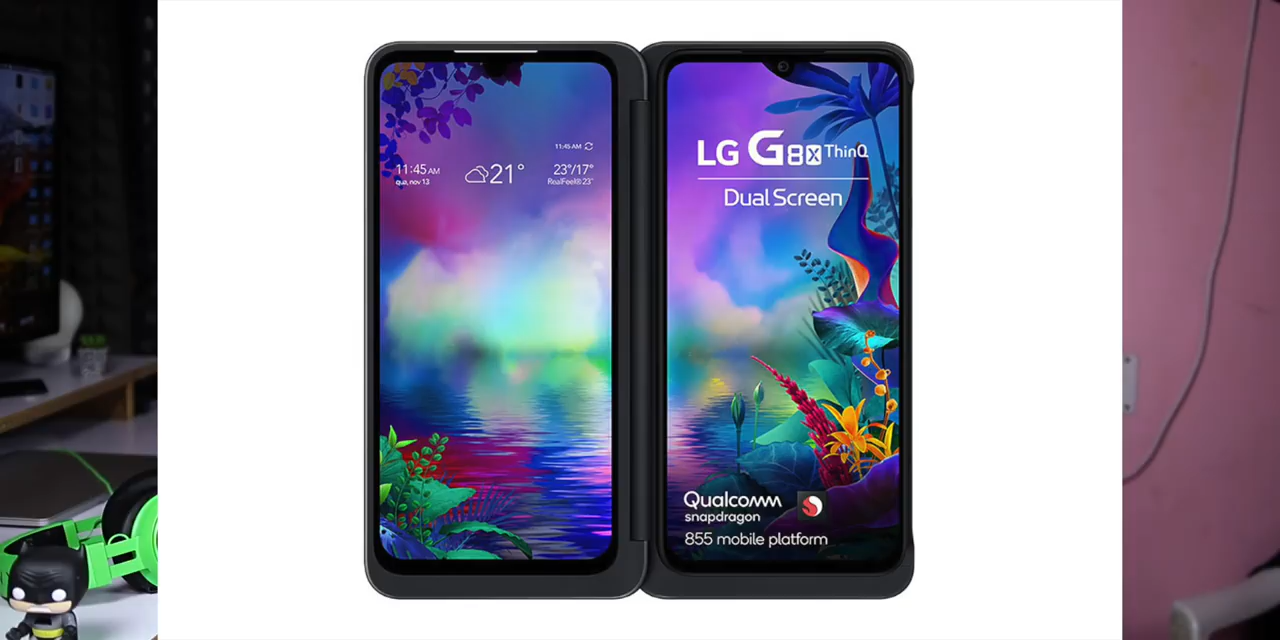 11:45 AM
11:45 AM
qua, nov 13
21°
23°/17°
RealFeel® 23°
LG G8X ThinQ
Dual Screen
Qualcomm
snapdragon
855 mobile platform